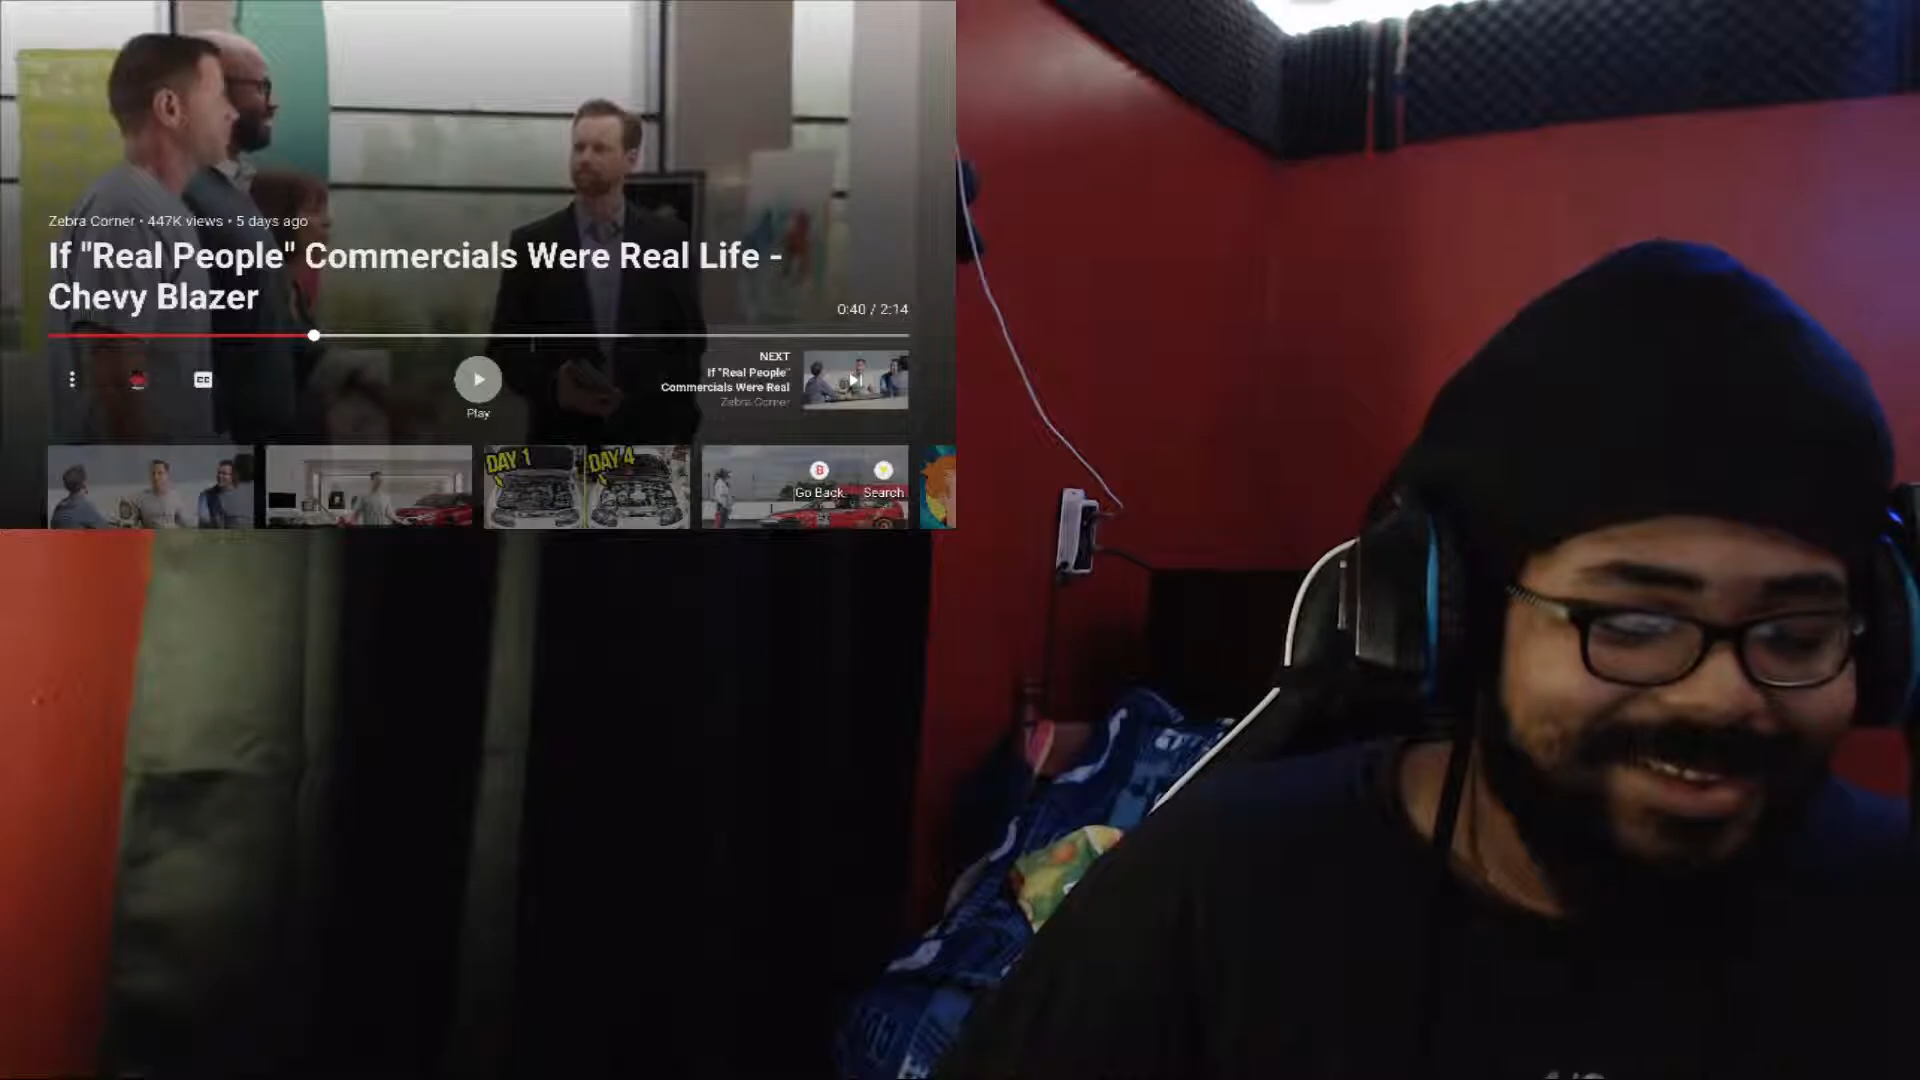 Zebra Corner • 447K views • 5 days ago
If "Real People" Commercials Were Real Life -
Chevy Blazer
0:40 / 2:14
NEXT
If "Real People"
Commercials Were Real
Zebra Corner
CC
Play
DAY 1
DAY 4
B
Y
Go Back
Search